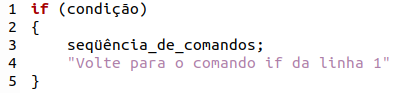 1 if (condição)
2 {
3     seqüência_de_comandos;
4     "Volte para o comando if da linha 1"
5 }